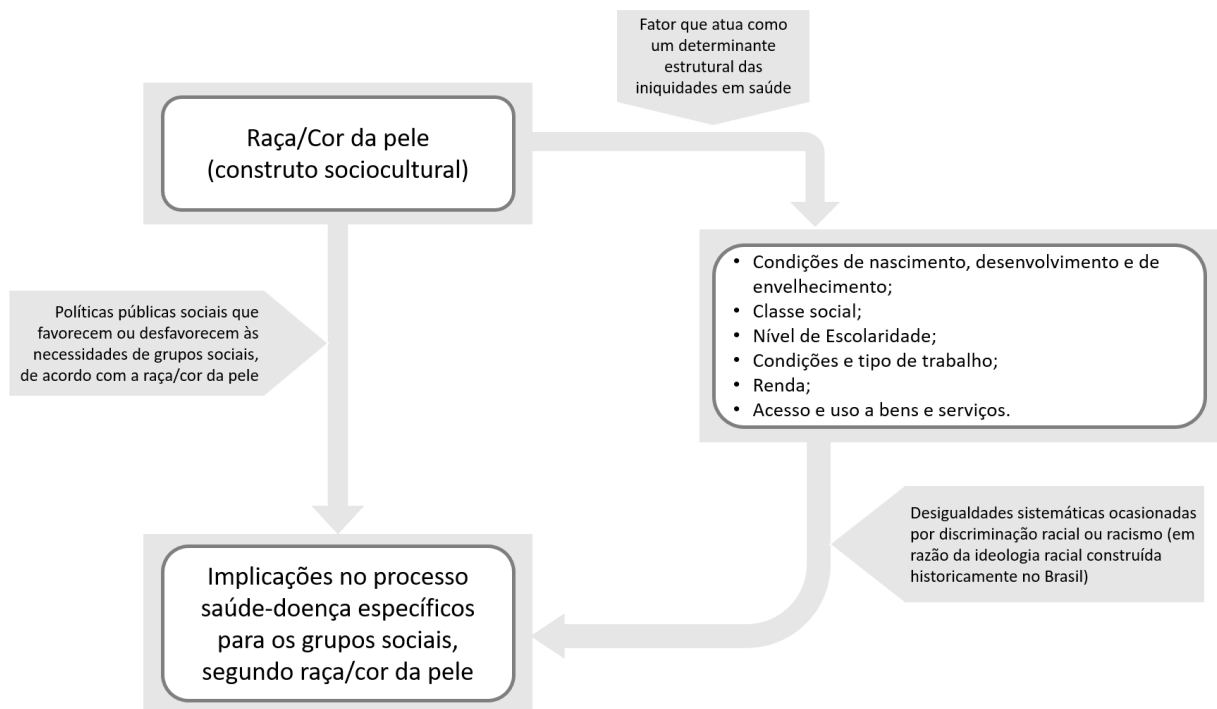 Fator que atua como
um determinante
estrutural das
iniquidades em saúde
Raça/Cor da pele
(construto sociocultural)
• Condições de nascimento, desenvolvimento e de
envelhecimento;
• Classe social;
• Nível de Escolaridade;
• Condições e tipo de trabalho;
• Renda;
• Acesso e uso a bens e serviços.
Políticas públicas sociais que
favorecem ou desfavorecem às
necessidades de grupos sociais,
de acordo com a raça/cor da pele
Desigualdades sistemáticas ocasionadas
por discriminação racial ou racismo (em
razão da ideologia racial construída
historicamente no Brasil)
Implicações no processo
saúde-doença específicos
para os grupos sociais,
segundo raça/cor da pele